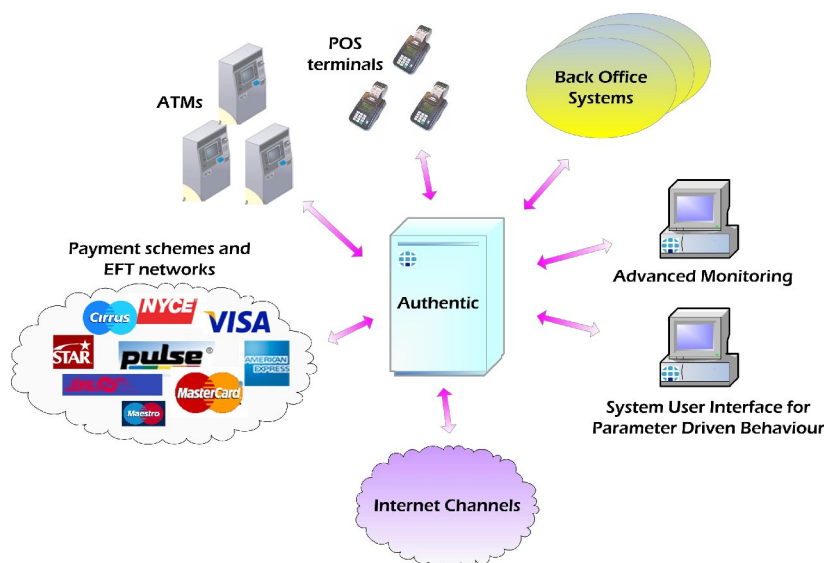 POS
terminals
ATMs
Back Office
Systems
Payment schemes and
EFT networks
Cirrus
NYCE
VISA
STAR
pulse
AMERICAN
EXPRESS
MasterCard
Maestro
Authentic
Advanced Monitoring
System User Interface for
Parameter Driven Behaviour
Internet Channels